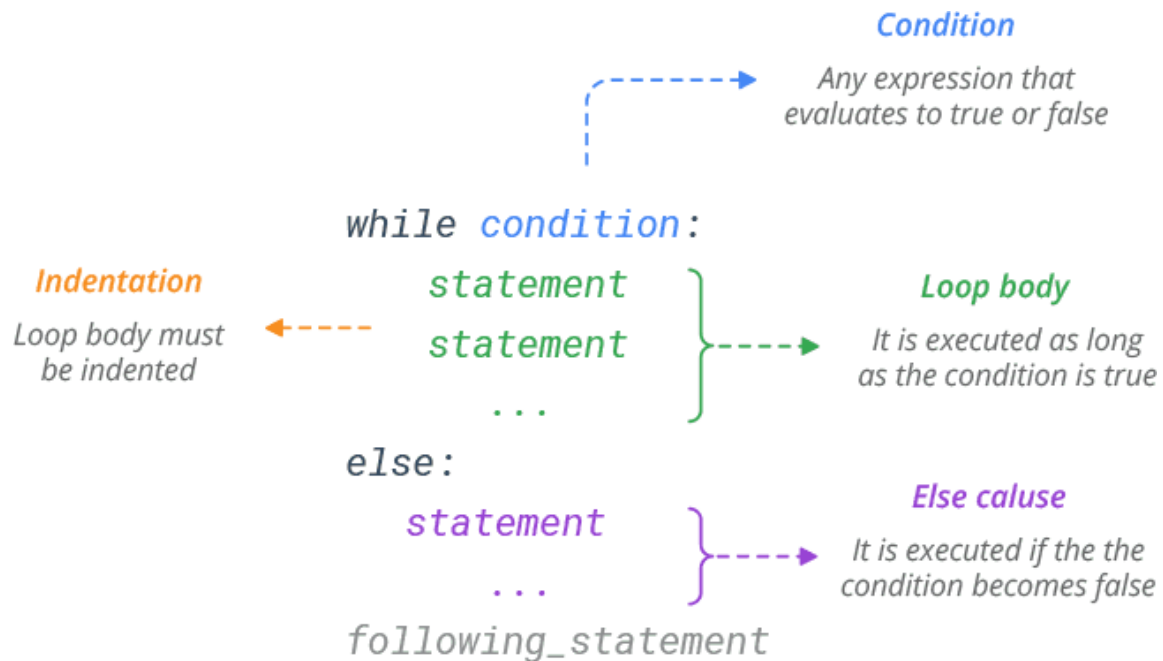 Condition
Any expression that
evaluates to true or false
while condition:
statement
statement
...
Indentation
Loop body must
be indented
Loop body
It is executed as long
as the condition is true
else:
statement
...
Else caluse
It is executed if the the
condition becomes false
following_statement